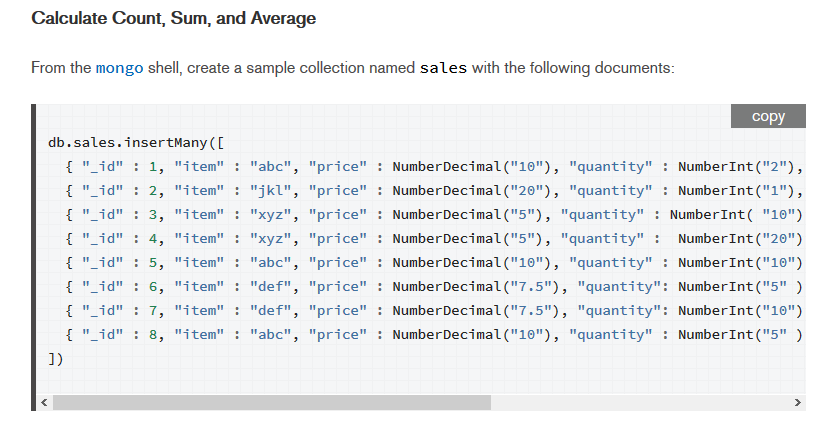 Calculate Count, Sum, and Average
From the mongo shell, create a sample collection named sales with the following documents:
copy
db.sales.insertMany([
  { "_id" : 1, "item" : "abc", "price" : NumberDecimal("10"), "quantity" : NumberInt("2"),
  { "_id" : 2, "item" : "jkl", "price" : NumberDecimal("20"), "quantity" : NumberInt("1"),
  { "_id" : 3, "item" : "xyz", "price" : NumberDecimal("5"), "quantity" : NumberInt( "10")
  { "_id" : 4, "item" : "xyz", "price" : NumberDecimal("5"), "quantity" :  NumberInt("20")
  { "_id" : 5, "item" : "abc", "price" : NumberDecimal("10"), "quantity" : NumberInt("10")
  { "_id" : 6, "item" : "def", "price" : NumberDecimal("7.5"), "quantity": NumberInt("5" )
  { "_id" : 7, "item" : "def", "price" : NumberDecimal("7.5"), "quantity": NumberInt("10")
  { "_id" : 8, "item" : "abc", "price" : NumberDecimal("10"), "quantity" : NumberInt("5" )
])